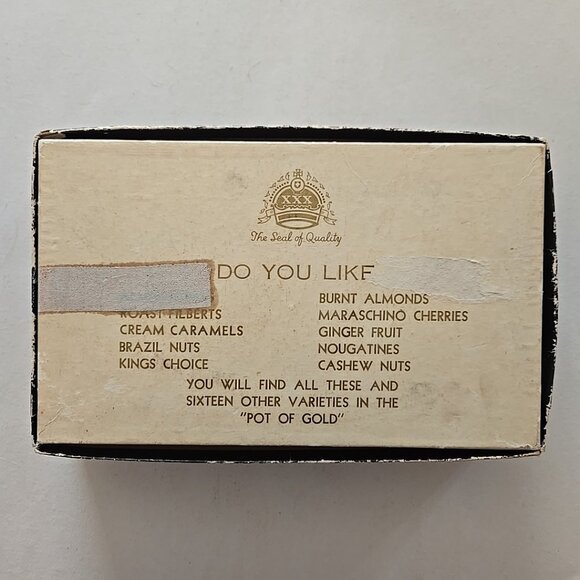 XXX
The Seal of Quality
DO YOU LIKE
BURNT ALMONDS
ROAST FILBERTS
MARASCHINO CHERRIES
CREAM CARAMELS
GINGER FRUIT
BRAZIL NUTS
NOUGATINES
KINGS CHOICE
CASHEW NUTS
YOU WILL FIND ALL THESE AND
SIXTEEN OTHER VARIETIES IN THE
"POT OF GOLD"